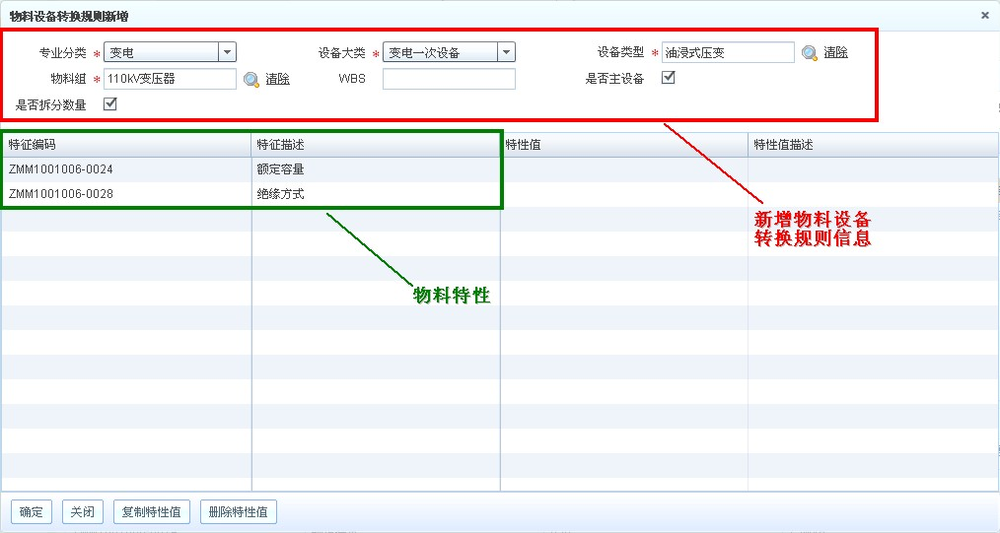 物料设备转换规则新增
专业分类 * 变电 设备大类 * 变电一次设备 设备类型 * 油浸式压变 清除
物料组 * 110kV变压器 清除 WBS 是否主设备
是否拆分数量
特征编码 特征描述 特性值 特性值描述
ZMM1001006-0024 额定容量
ZMM1001006-0028 绝缘方式
新增物料设备
转换规则信息
物料特性
确定 关闭 复制特性值 删除特性值